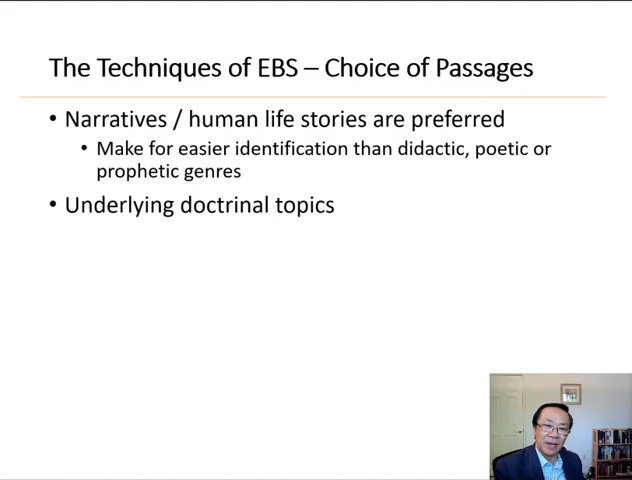 The Techniques of EBS – Choice of Passages
• Narratives / human life stories are preferred
• Make for easier identification than didactic, poetic or
prophetic genres
• Underlying doctrinal topics